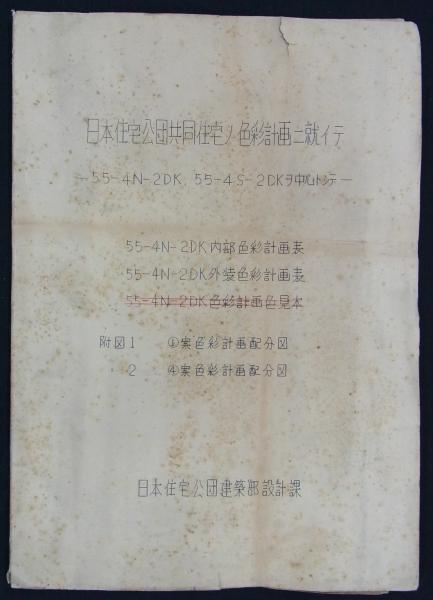 日本住宅公団共同住宅ノ色彩計画ニ就イテ
―55-4N-2DK, 55-4S-2DKヲ中心トシテ―
55-4N-2DK内部色彩計画表
55-4N-2DK外装色彩計画表
55-4N-2DK色彩計画色見本
附図1 ①案色彩計画配分図
2 ④案色彩計画配分図
日本住宅公団建築部設計課